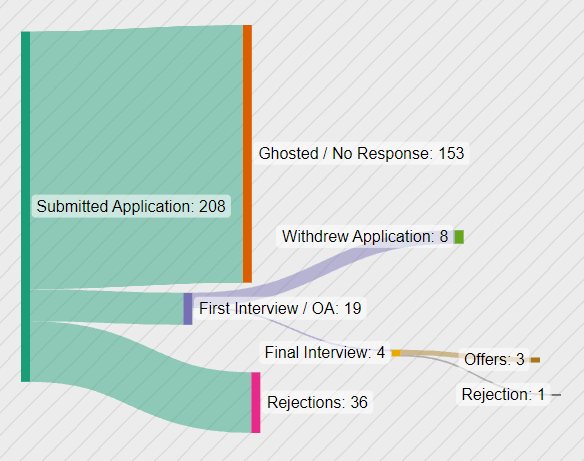 Ghosted / No Response: 153
Submitted Application: 208
Withdrew Application: 8
First Interview / OA: 19
Final Interview: 4
Offers: 3
Rejection: 1
Rejections: 36